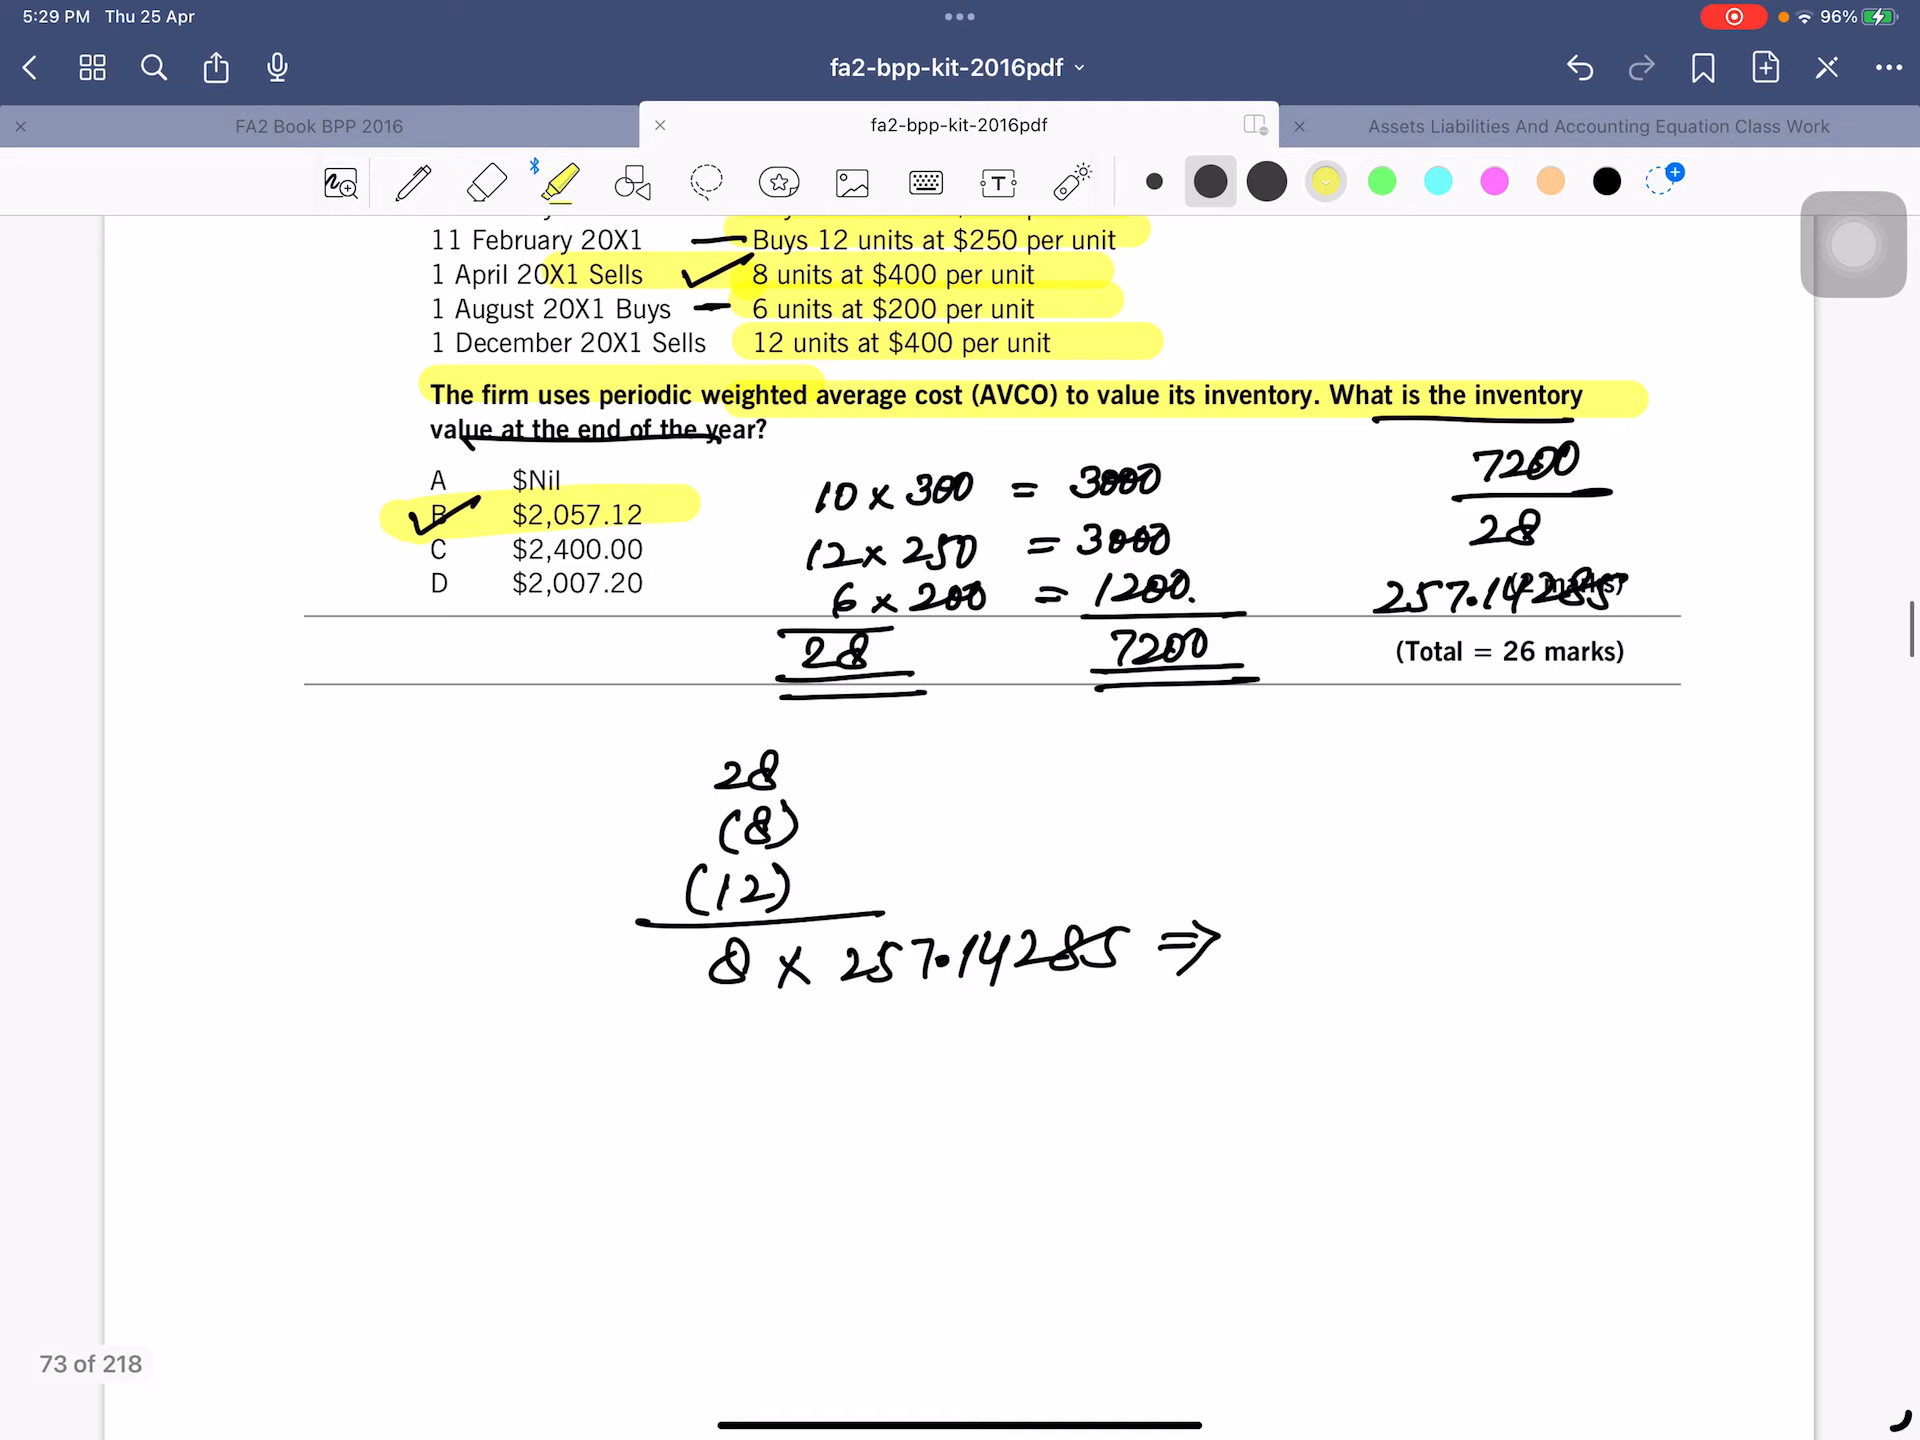 5:29 PM Thu 25 Apr
96%
fa2-bpp-kit-2016pdf
FA2 Book BPP 2016
fa2-bpp-kit-2016pdf
Assets Liabilities And Accounting Equation Class Work
11 February 20X1 Buys 12 units at $250 per unit
1 April 20X1 Sells 8 units at $400 per unit
1 August 20X1 Buys 6 units at $200 per unit
1 December 20X1 Sells 12 units at $400 per unit
The firm uses periodic weighted average cost (AVCO) to value its inventory. What is the inventory
value at the end of the year?
A $Nil
B $2,057.12
C $2,400.00
D $2,007.20
10 x 300 = 3000
12 x 250 = 3000
6 x 200 = 1200.
28 7200
7200
28
257.14285
(2 marks)
(Total = 26 marks)
28
(8)
(12)
8 x 257.14285 ⇒
73 of 218